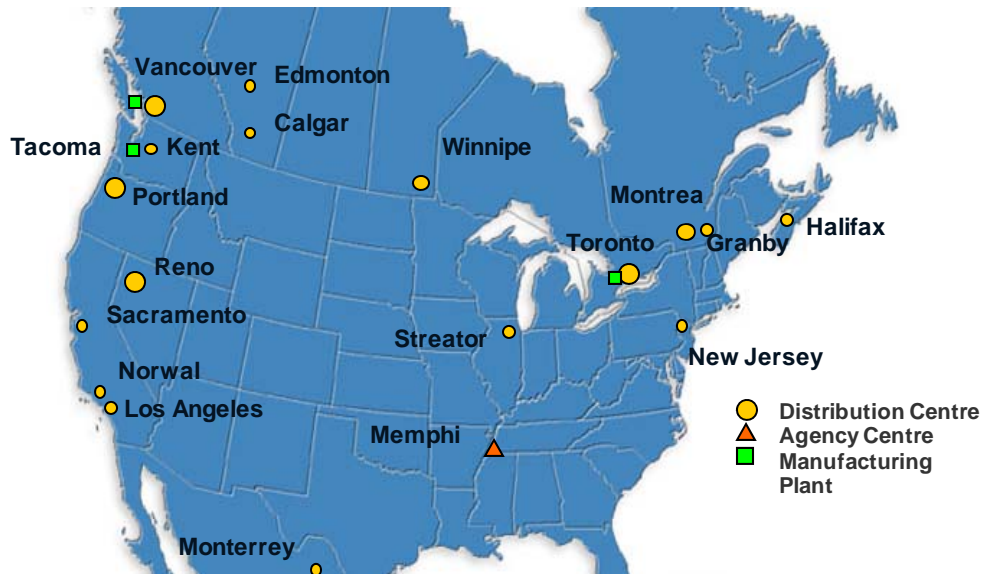 Vancouver
Edmonton
Calgar
Tacoma
Kent
Winnipe
Portland
Montrea
Halifax
Toronto
Granby
Reno
Sacramento
Streator
New Jersey
Norwal
Los Angeles
Memphi
Distribution Centre
Agency Centre
Manufacturing
Plant
Monterrey